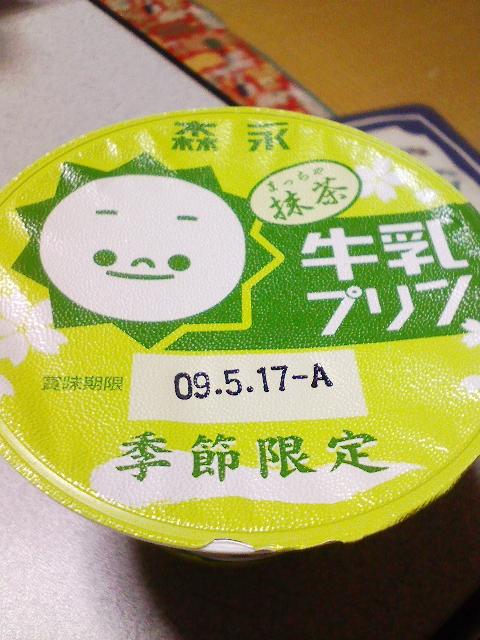 森永
まっちゃ
抹茶
牛乳
プリン
賞味期限
09.5.17-A
季節限定